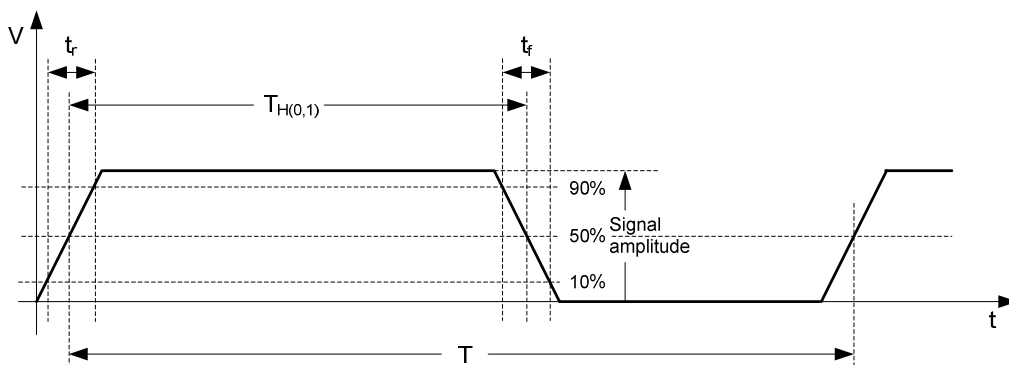 V
tr
tf
TH(0,1)
90%
50%
Signal
amplitude
10%
t
T